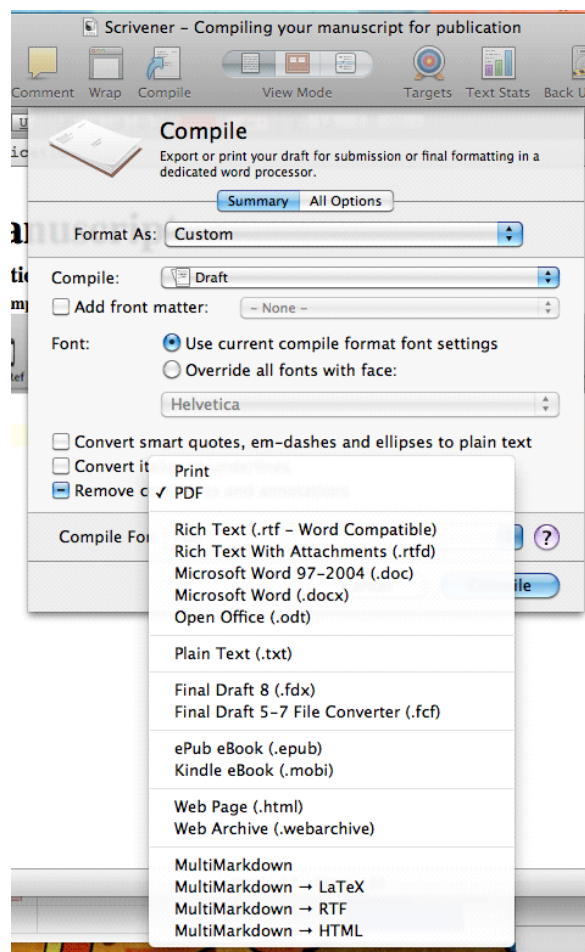 Scrivener – Compiling your manuscript for publication
Comment Wrap Compile View Mode Targets Text Stats Back U
Compile
Export or print your draft for submission or final formatting in a
dedicated word processor.
Summary All Options
Format As: Custom
Compile: Draft
Add front matter: – None –
Font: Use current compile format font settings
Override all fonts with face:
Helvetica
Convert smart quotes, em-dashes and ellipses to plain text
Convert it
Remove c
Compile For
?
ile
Print
✓ PDF
Rich Text (.rtf – Word Compatible)
Rich Text With Attachments (.rtfd)
Microsoft Word 97–2004 (.doc)
Microsoft Word (.docx)
Open Office (.odt)
Plain Text (.txt)
Final Draft 8 (.fdx)
Final Draft 5–7 File Converter (.fcf)
ePub eBook (.epub)
Kindle eBook (.mobi)
Web Page (.html)
Web Archive (.webarchive)
MultiMarkdown
MultiMarkdown → LaTeX
MultiMarkdown → RTF
MultiMarkdown → HTML